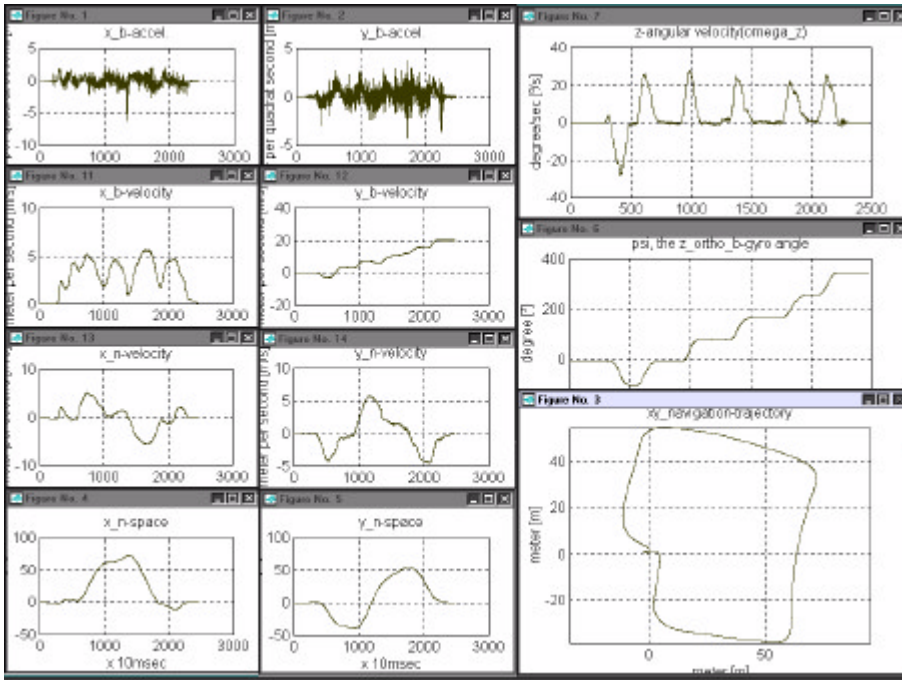 Figure No. 1
x_b-accel.
5
0
-5
-10
0
1000
2000
3000
Figure No. 2
y_b-accel.
per quadrat second [m
5
0
-5
0
1000
2000
3000
Figure No. 7
z-angular velocity(omega_z)
degree/sec [°/s]
40
20
0
-20
-40
0
500
1000
1500
2000
2500
Figure No. 11
x_b-velocity
meter per second [m/s]
10
5
0
0
1000
2000
3000
Figure No. 12
y_b-velocity
40
20
0
-20
0
1000
2000
3000
Figure No. 6
psi, the z_ortho_b-gyro angle
degree [°]
400
200
0
Figure No. 13
x_n-velocity
10
0
-10
0
1000
2000
3000
Figure No. 14
y_n-velocity
10
5
0
-5
0
1000
2000
3000
Figure No. 3
xy_navigation-trajectory
meter [m]
40
20
0
-20
0
50
meter [m]
Figure No. 4
x_n-space
100
50
0
-50
0
1000
2000
3000
x 10msec
Figure No. 5
y_n-space
100
50
0
-50
0
1000
2000
3000
x 10msec